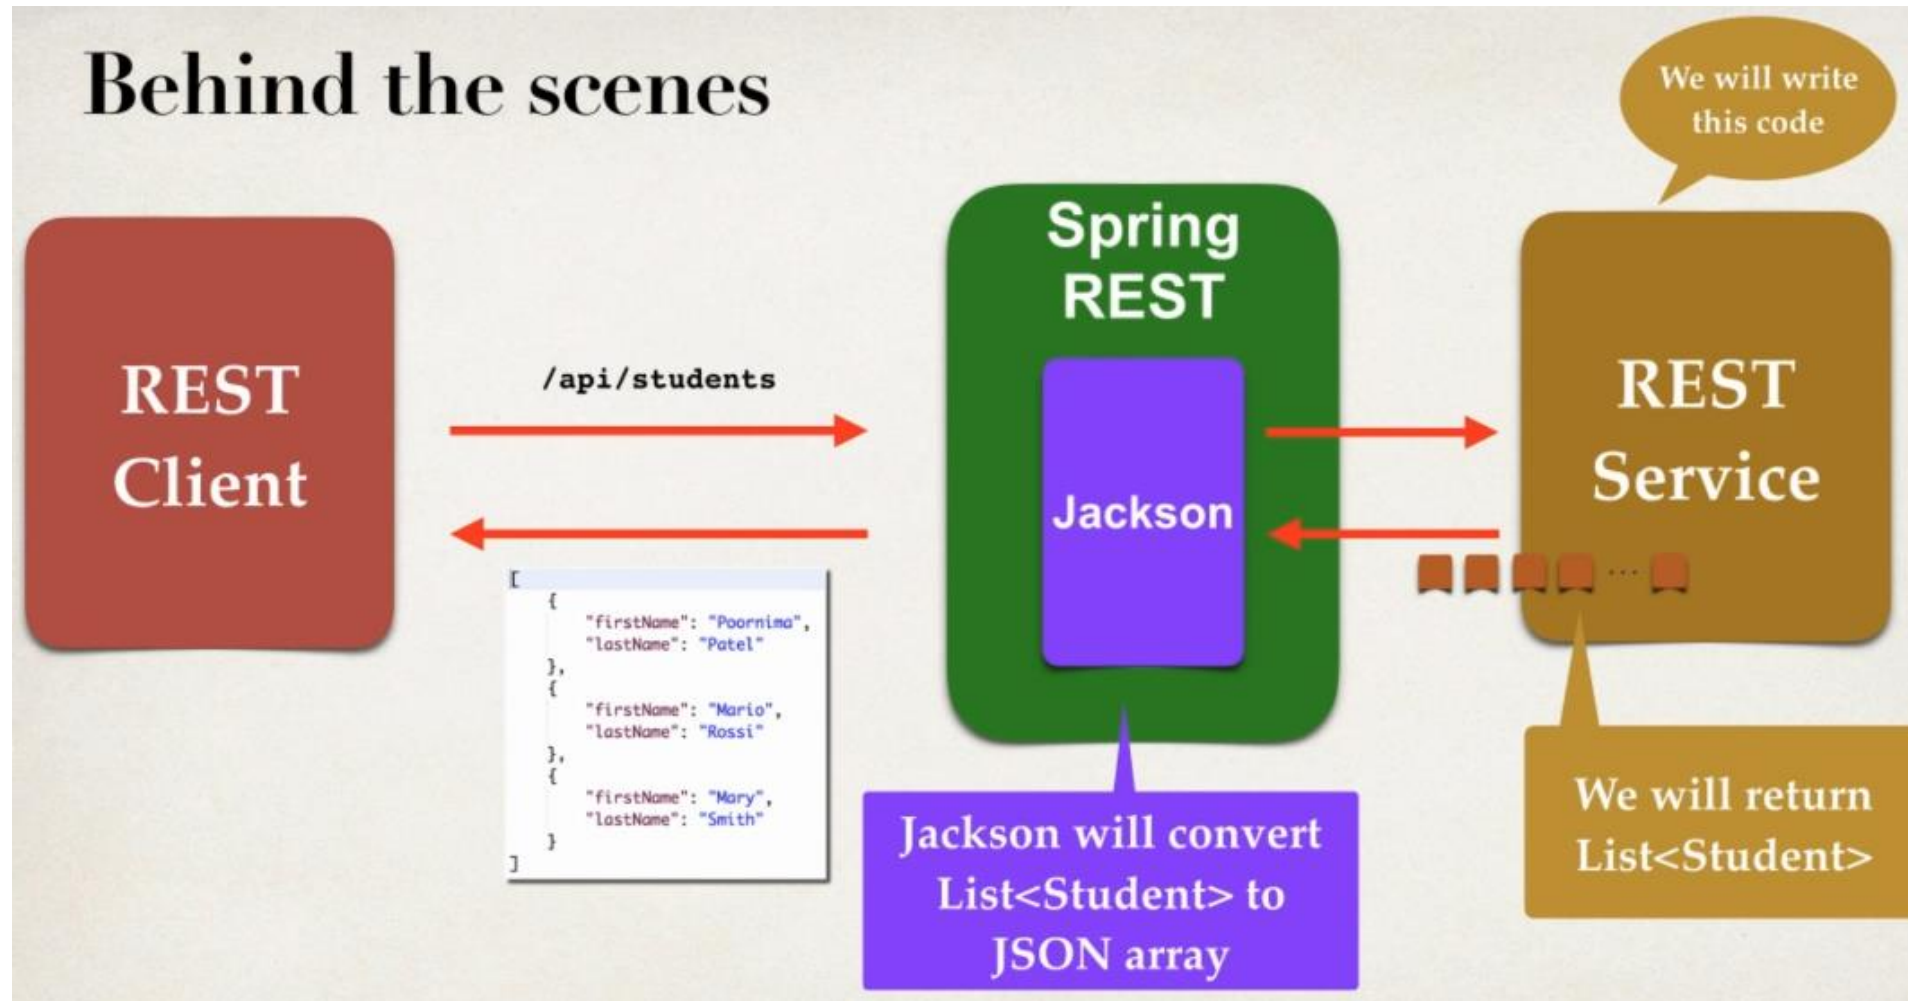 Behind the scenes
We will write
this code
REST
Client
/api/students
[
{
"firstName": "Poornima",
"lastName": "Patel"
},
{
"firstName": "Mario",
"lastName": "Rossi"
},
{
"firstName": "Mary",
"lastName": "Smith"
}
]
Spring
REST
Jackson
Jackson will convert
List<Student> to
JSON array
REST
Service
...
We will return
List<Student>